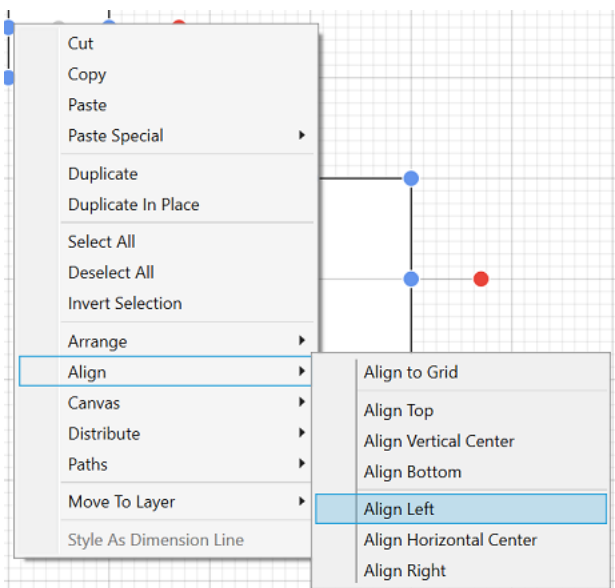 Cut
Copy
Paste
Paste Special
Duplicate
Duplicate In Place
Select All
Deselect All
Invert Selection
Arrange
Align
Canvas
Distribute
Paths
Move To Layer
Style As Dimension Line
Align to Grid
Align Top
Align Vertical Center
Align Bottom
Align Left
Align Horizontal Center
Align Right